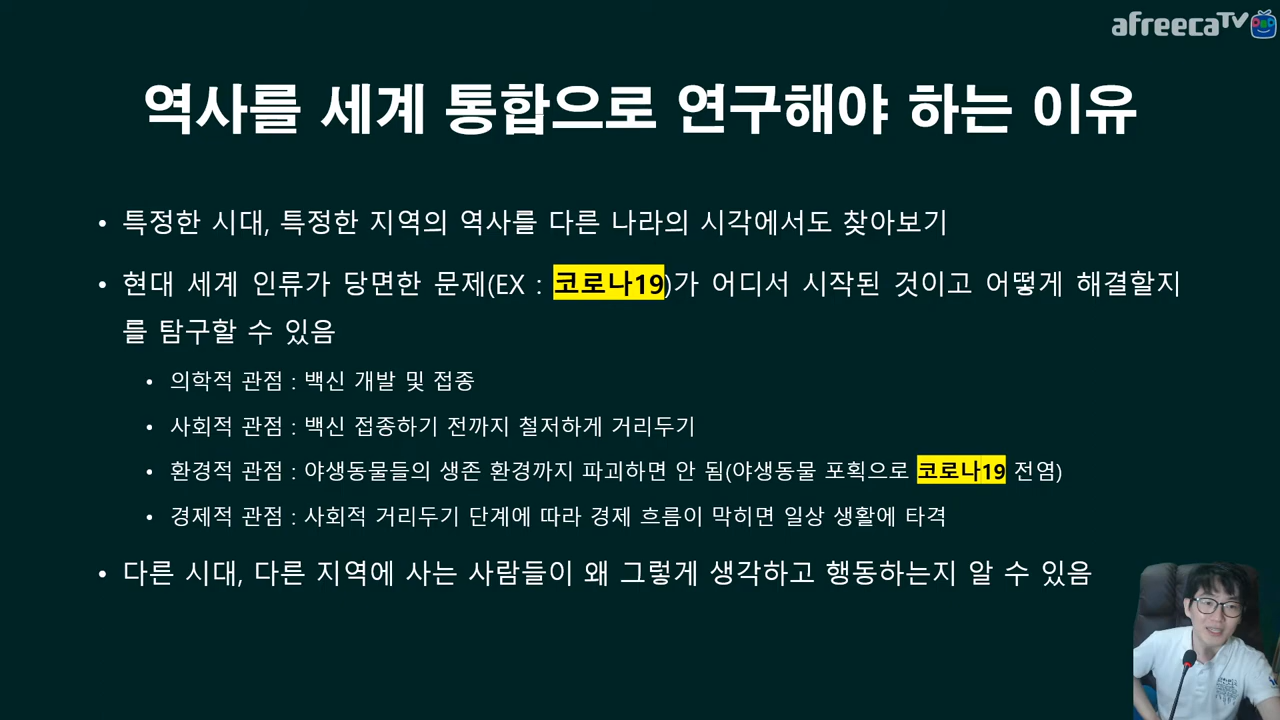 afreecaTV
역사를 세계 통합으로 연구해야 하는 이유
• 특정한 시대, 특정한 지역의 역사를 다른 나라의 시각에서도 찾아보기
• 현대 세계 인류가 당면한 문제(EX : 코로나19)가 어디서 시작된 것이고 어떻게 해결할지
를 탐구할 수 있음
• 의학적 관점 : 백신 개발 및 접종
• 사회적 관점 : 백신 접종하기 전까지 철저하게 거리두기
• 환경적 관점 : 야생동물들의 생존 환경까지 파괴하면 안 됨(야생동물 포획으로 코로나19 전염)
• 경제적 관점 : 사회적 거리두기 단계에 따라 경제 흐름이 막히면 일상 생활에 타격
• 다른 시대, 다른 지역에 사는 사람들이 왜 그렇게 생각하고 행동하는지 알 수 있음